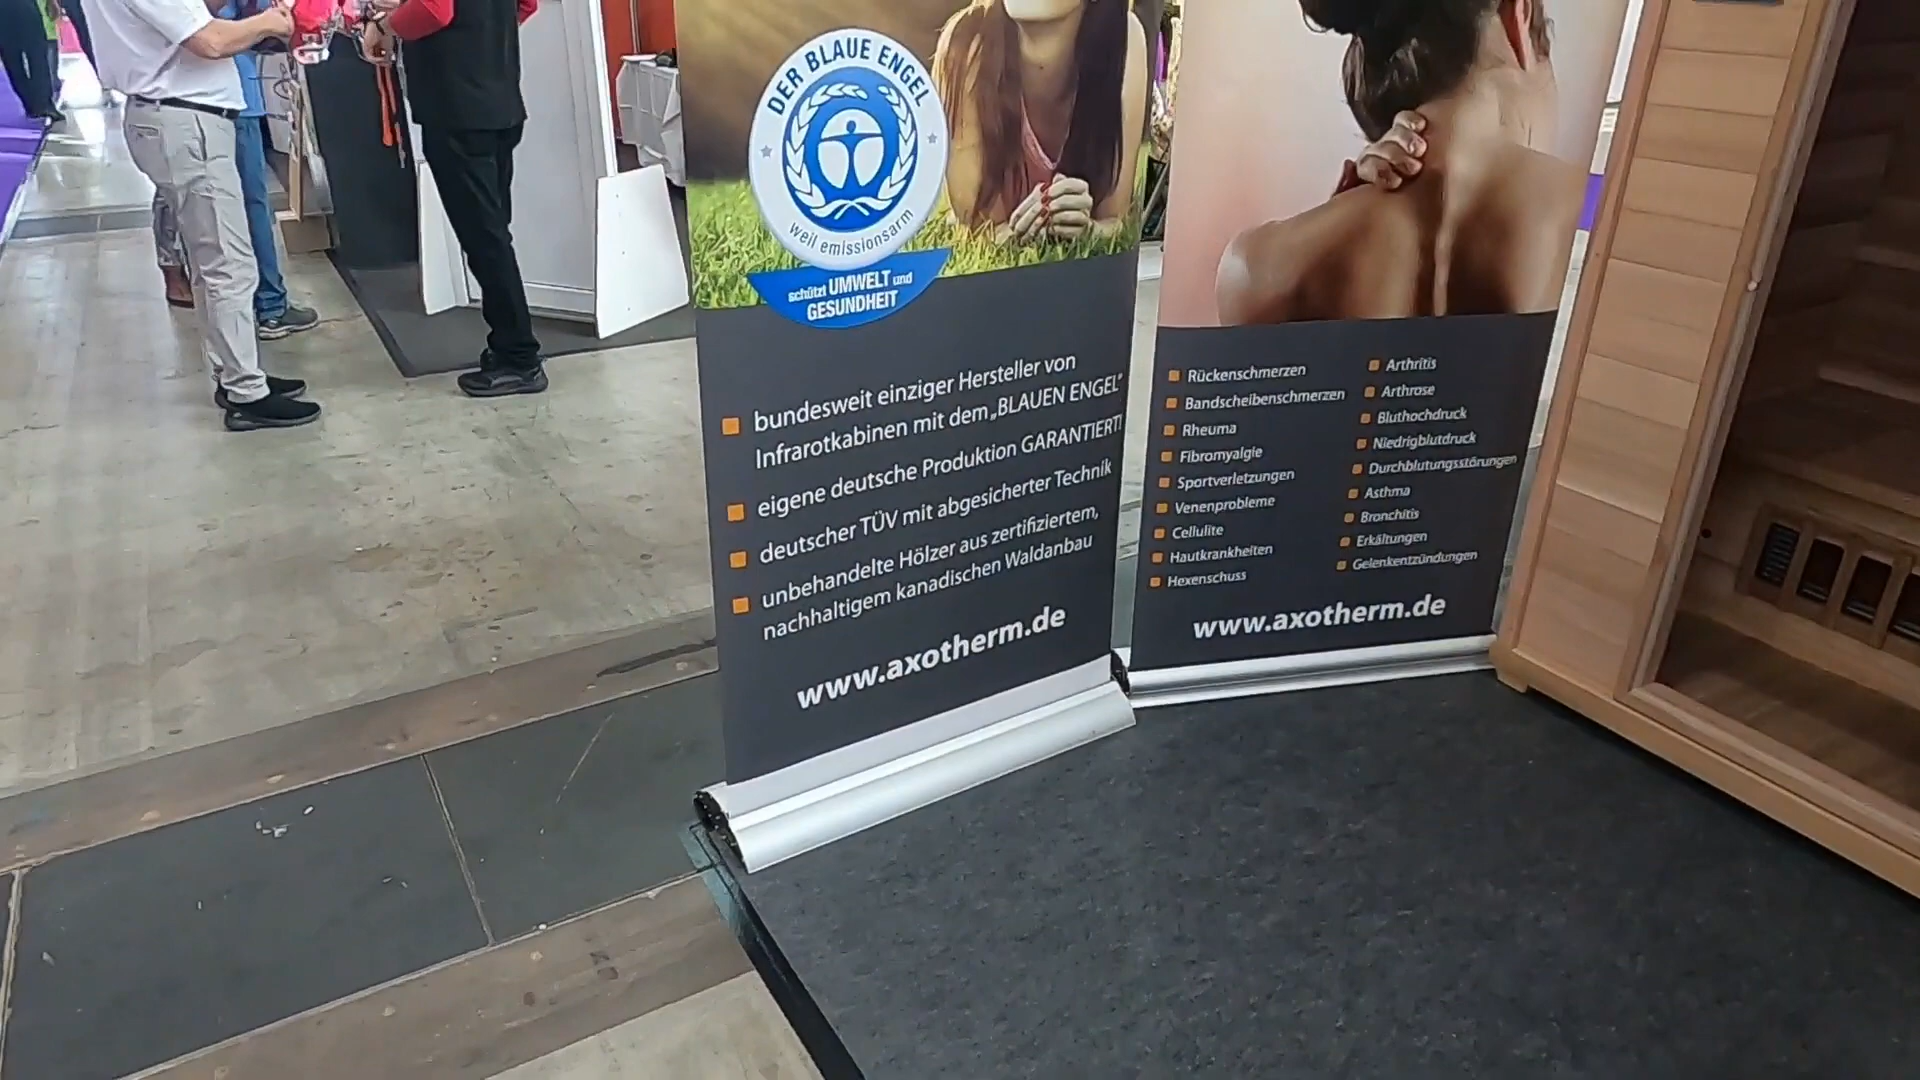 DER BLAUE ENGEL
weil emissionsarm
schützt UMWELT und
GESUNDHEIT
bundesweit einziger Hersteller von
Infrarotkabinen mit dem „BLAUEN ENGEL"
eigene deutsche Produktion GARANTIERT!
deutscher TÜV mit abgesicherter Technik
unbehandelte Hölzer aus zertifiziertem,
nachhaltigem kanadischen Waldanbau
www.axotherm.de
Rückenschmerzen
Bandscheibenschmerzen
Rheuma
Fibromyalgie
Sportverletzungen
Venenprobleme
Cellulite
Hautkrankheiten
Hexenschuss
Arthritis
Arthrose
Bluthochdruck
Niedrigblutdruck
Durchblutungsstörungen
Asthma
Bronchitis
Erkältungen
Gelenkentzündungen
www.axotherm.de